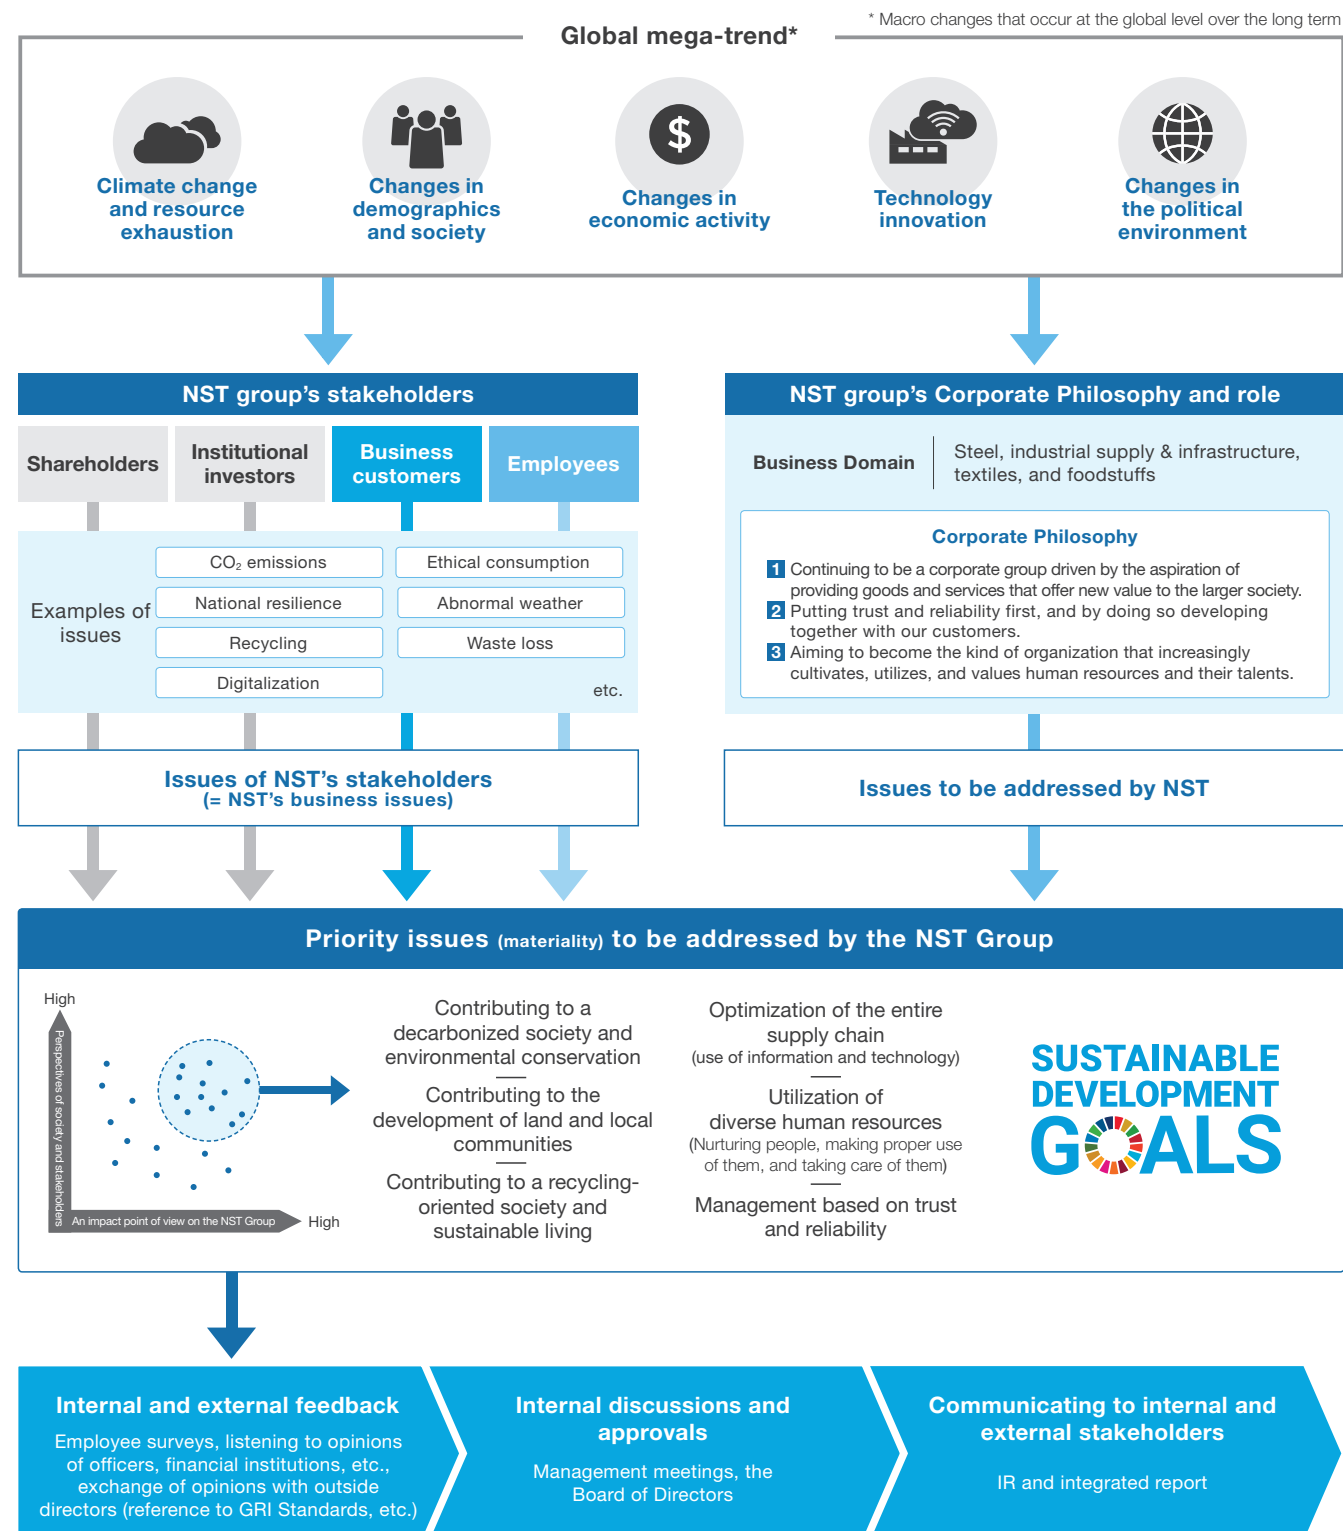 * Macro changes that occur at the global level over the long term
Global mega-trend*
Climate change
and resource
exhaustion
Changes in
demographics
and society
$
Changes in
economic activity
Technology
innovation
Changes in
the political
environment
NST group’s stakeholders
Shareholders
Institutional
investors
Business
customers
Employees
Examples of
issues
CO₂ emissions
National resilience
Recycling
Digitalization
Ethical consumption
Abnormal weather
Waste loss
etc.
Issues of NST’s stakeholders
(= NST’s business issues)
NST group’s Corporate Philosophy and role
Business Domain
Steel, industrial supply & infrastructure,
textiles, and foodstuffs
Corporate Philosophy
1 Continuing to be a corporate group driven by the aspiration of
providing goods and services that offer new value to the larger society.
2 Putting trust and reliability first, and by doing so developing
together with our customers.
3 Aiming to become the kind of organization that increasingly
cultivates, utilizes, and values human resources and their talents.
Issues to be addressed by NST
Priority issues (materiality) to be addressed by the NST Group
High
Perspectives of society and stakeholders
An impact point of view on the NST Group
High
Contributing to a
decarbonized society and
environmental conservation
Contributing to the
development of land and local
communities
Contributing to a recycling-
oriented society and
sustainable living
Optimization of the entire
supply chain
(use of information and technology)
Utilization of
diverse human resources
(Nurturing people, making proper use
of them, and taking care of them)
Management based on trust
and reliability
SUSTAINABLE
DEVELOPMENT
GOALS
Internal and external feedback
Employee surveys, listening to opinions
of officers, financial institutions, etc.,
exchange of opinions with outside
directors (reference to GRI Standards, etc.)
Internal discussions and
approvals
Management meetings, the
Board of Directors
Communicating to internal and
external stakeholders
IR and integrated report